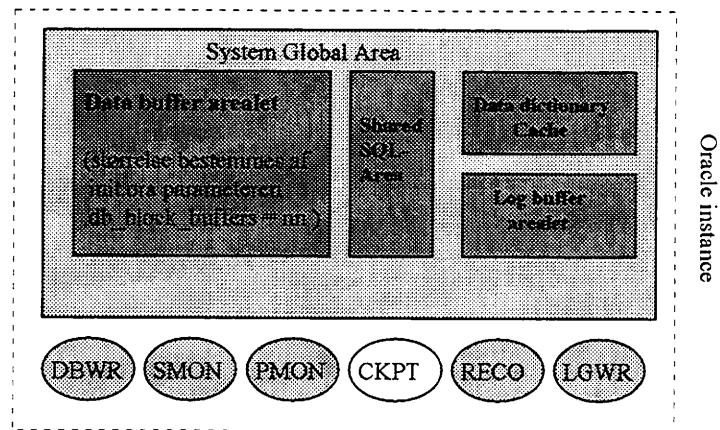 System Global Area
Data buffer arealet
(størrelse bestemmes af
init.ora parameteren
db_block_buffers = nn )
Shared
SQL-
Area
Data dictionary
Cache
Log buffer
arealet
Oracle instance
DBWR
SMON
PMON
CKPT
RECO
LGWR